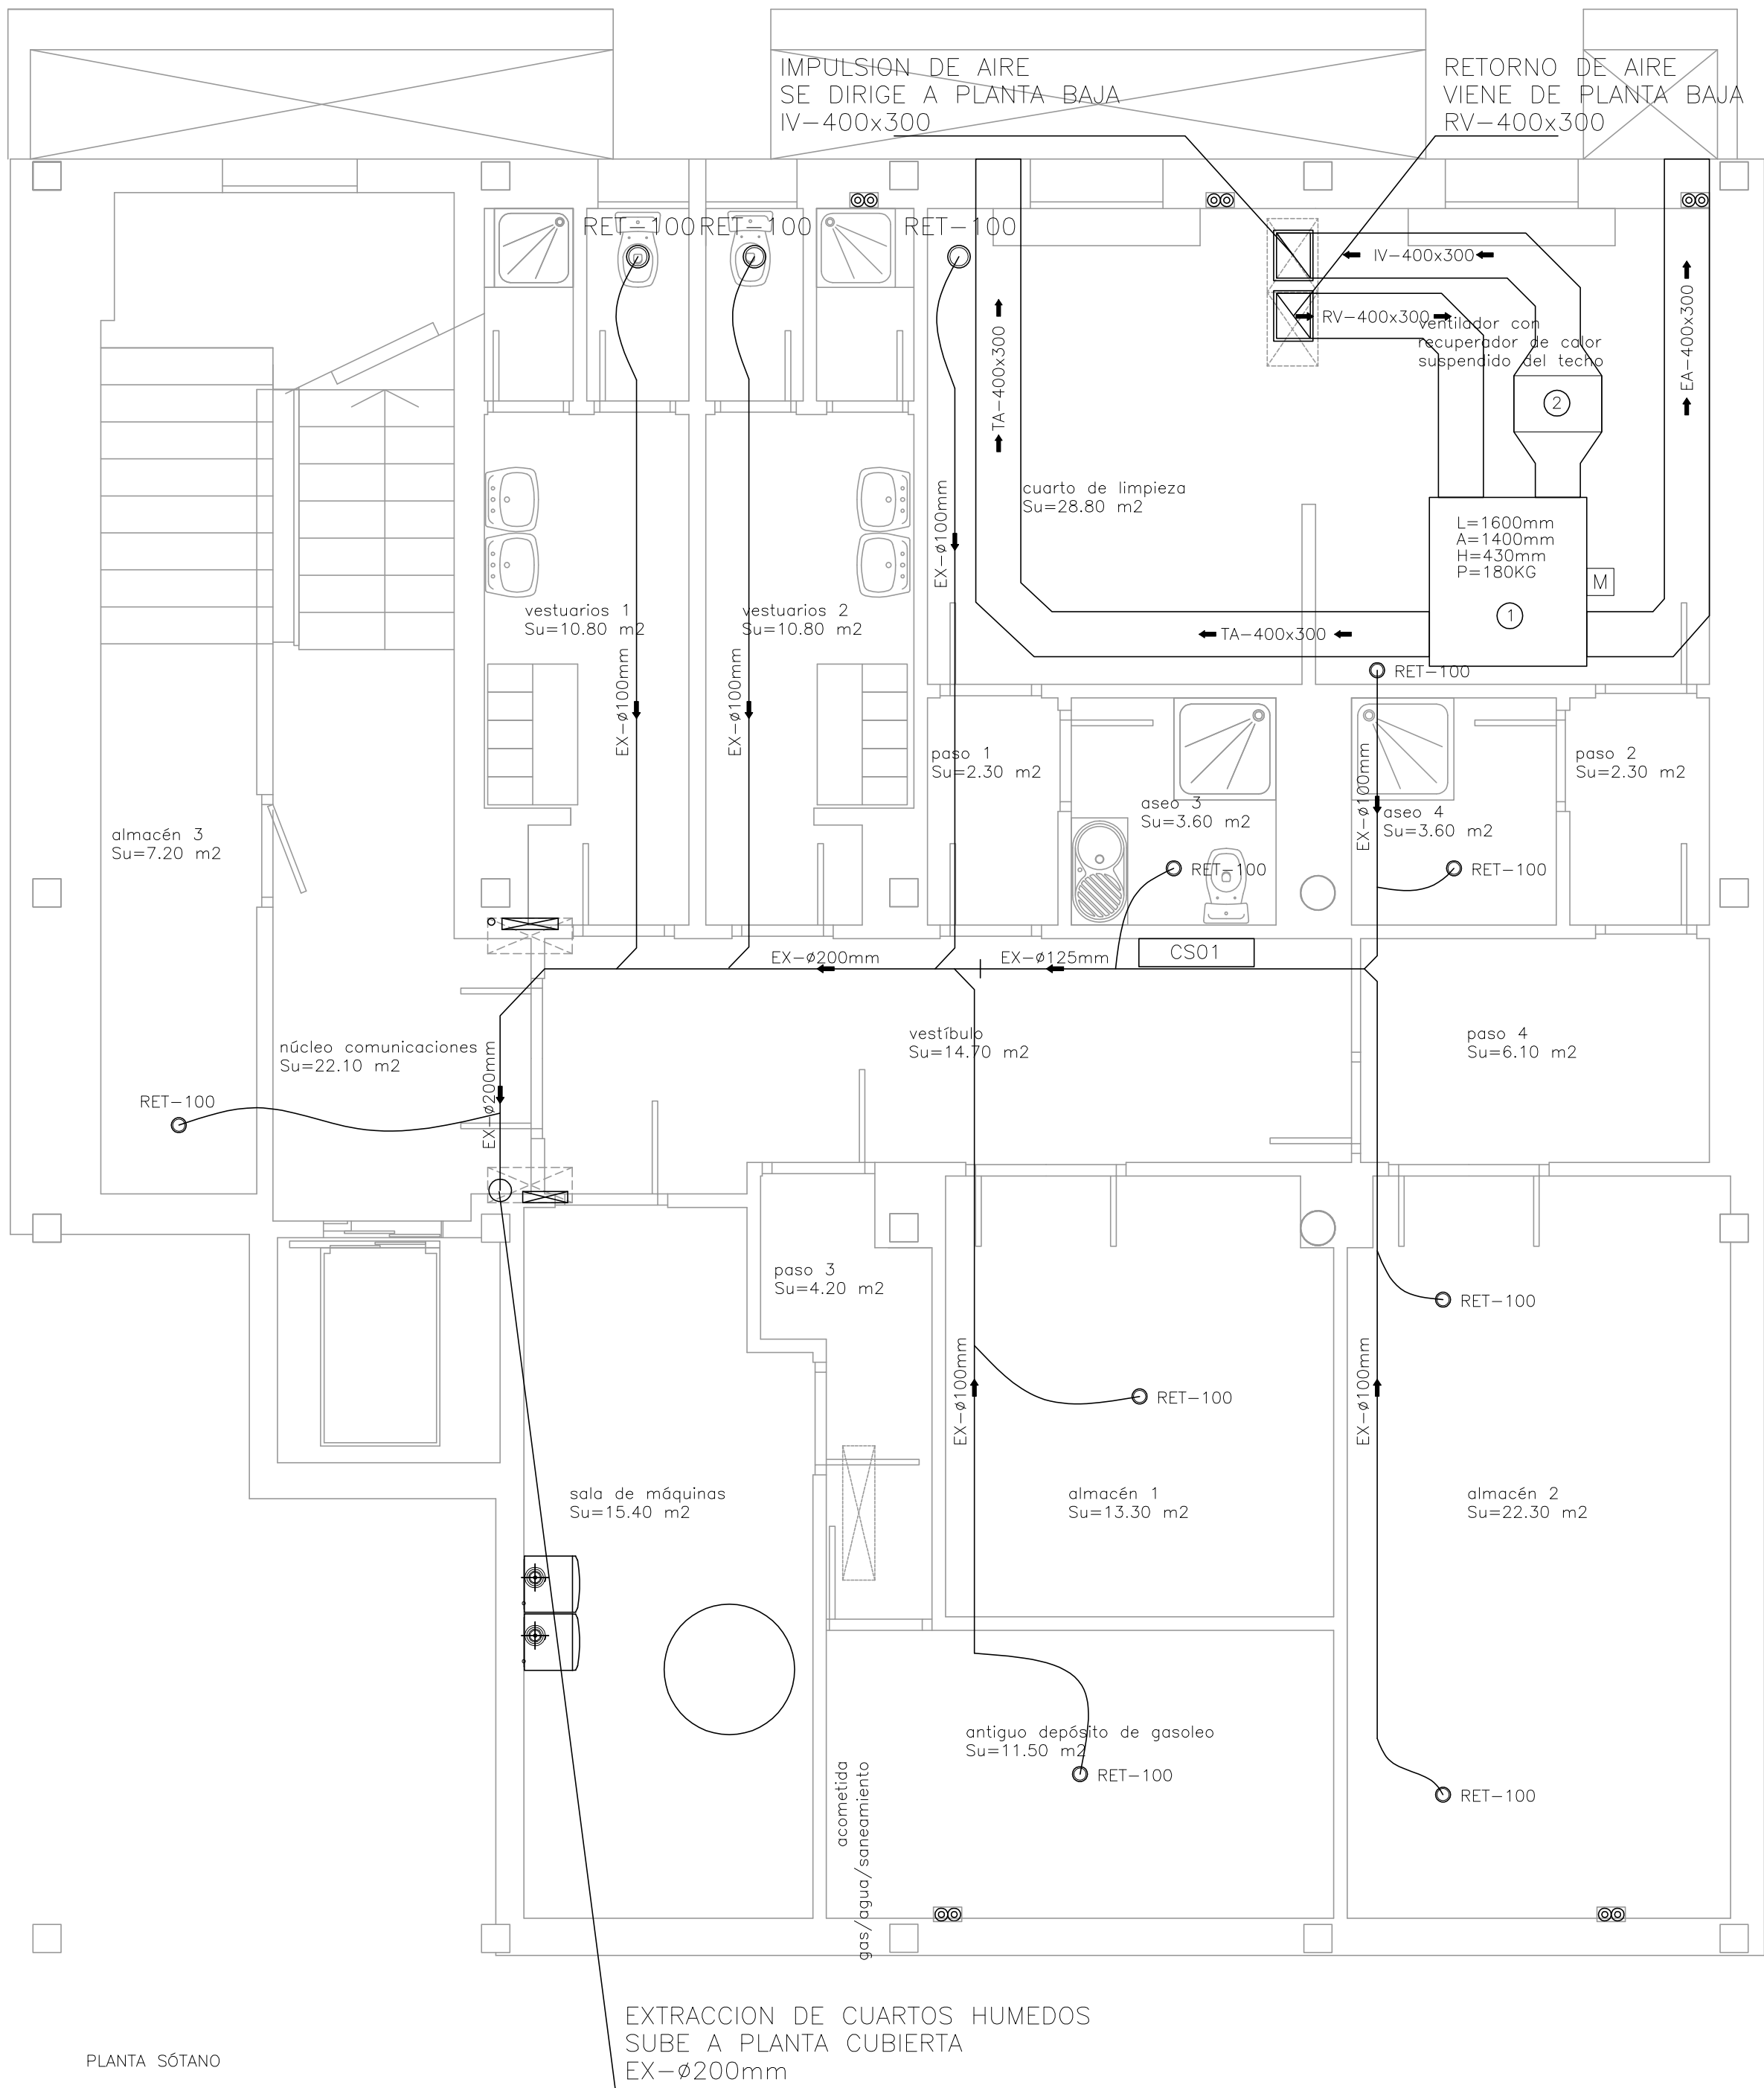 IMPULSION DE AIRE
SE DIRIGE A PLANTA BAJA
IV-400x300
RETORNO DE AIRE
VIENE DE PLANTA BAJA
RV-400x300
RET-100
RET-100
RET-100
IV-400x300
RV-400x300
ventilador con
recuperador de calor
suspendido del techo
TA-400x300
EA-400x300
2
cuarto de limpieza
Su=28.80 m2
L=1600mm
A=1400mm
H=430mm
P=180KG
M
1
EX-ø100mm
vestuarios 1
Su=10.80 m2
vestuarios 2
Su=10.80 m2
TA-400x300
RET-100
EX-ø100mm
EX-ø100mm
paso 1
Su=2.30 m2
paso 2
Su=2.30 m2
EX-ø100mm
aseo 3
Su=3.60 m2
aseo 4
Su=3.60 m2
almacén 3
Su=7.20 m2
RET-100
RET-100
EX-ø200mm
EX-ø125mm
CS01
núcleo comunicaciones
Su=22.10 m2
vestíbulo
Su=14.70 m2
paso 4
Su=6.10 m2
EX-ø200mm
RET-100
paso 3
Su=4.20 m2
RET-100
EX-ø100mm
EX-ø100mm
RET-100
sala de máquinas
Su=15.40 m2
almacén 1
Su=13.30 m2
almacén 2
Su=22.30 m2
antiguo depósito de gasoleo
Su=11.50 m2
RET-100
RET-100
acometida
gas/agua/saneamiento
EXTRACCION DE CUARTOS HUMEDOS
SUBE A PLANTA CUBIERTA
EX-ø200mm
PLANTA SÓTANO